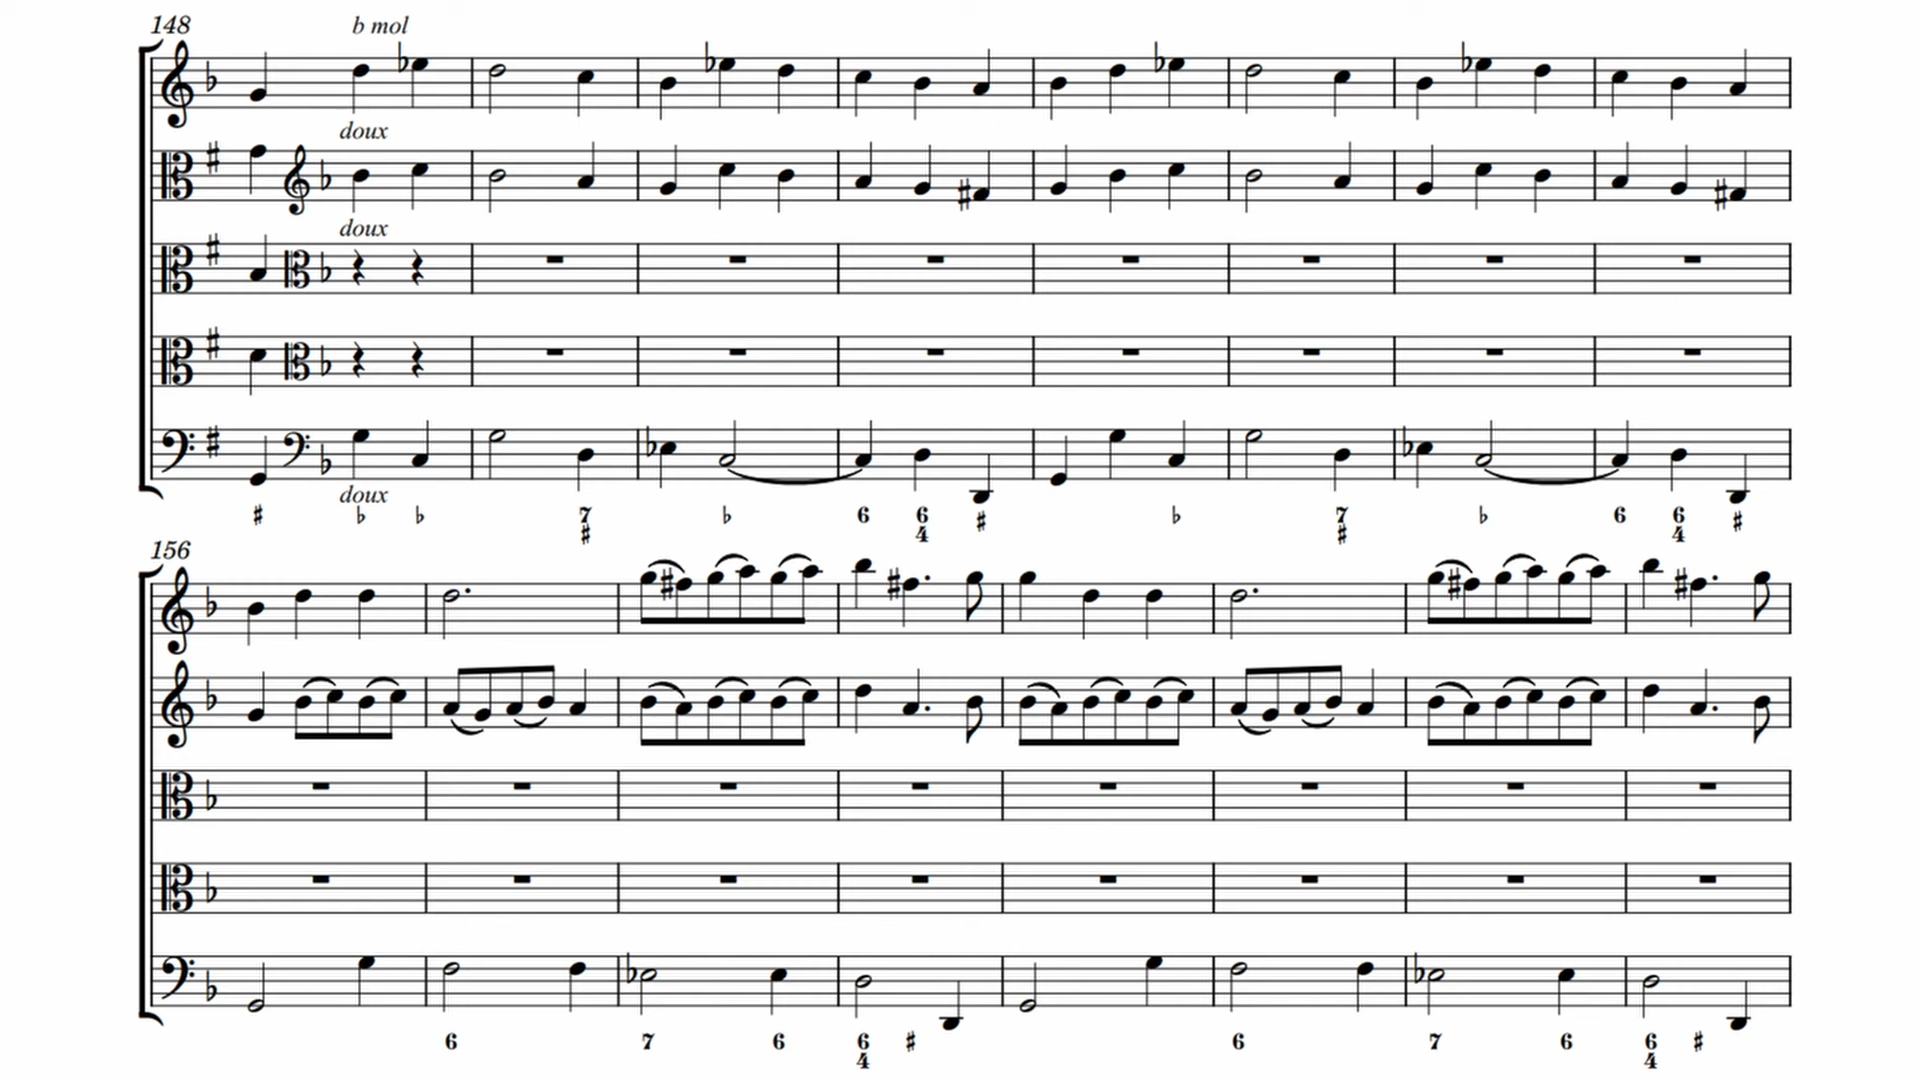 148 b mol
doux
doux
doux
♯ ♭ ♭ 7 ♭ 6 6 ♯ ♭ 7 ♭ 6 6 ♯
♯ 4 ♯ 4
156
6 7 6 6 ♯ 6 7 6 6 ♯
4 4